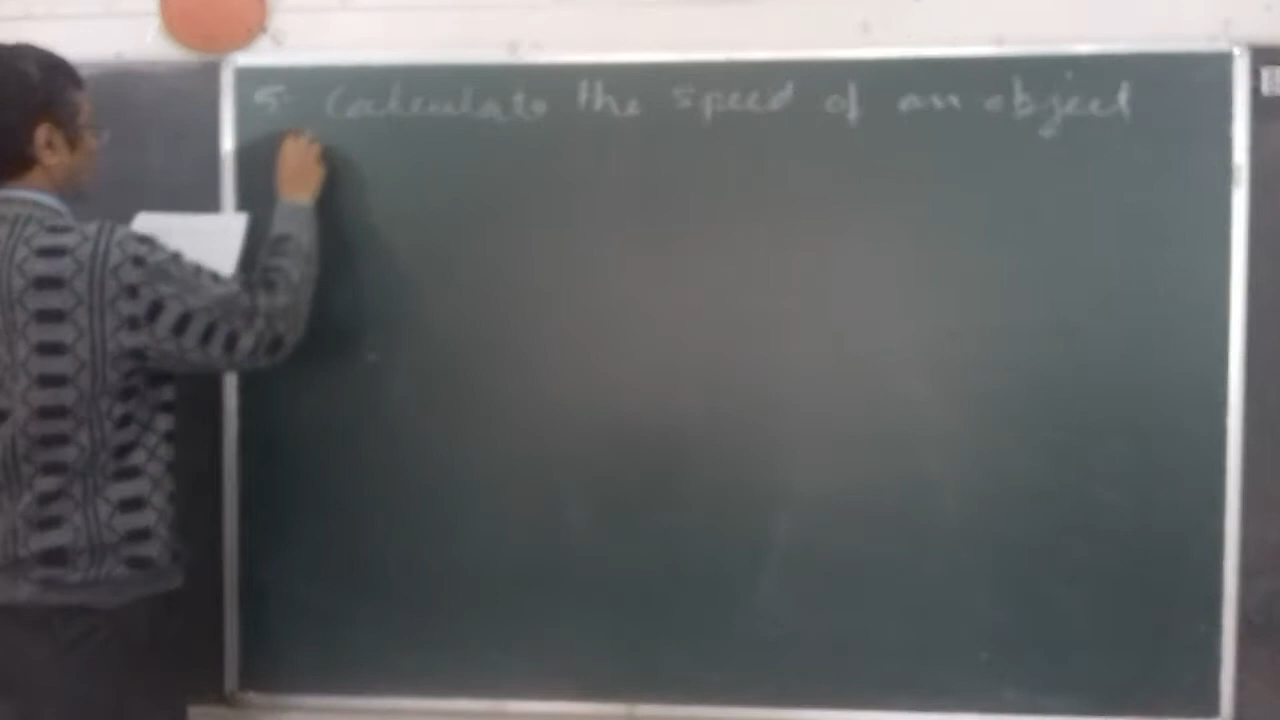 5- Calculate the speed of an object